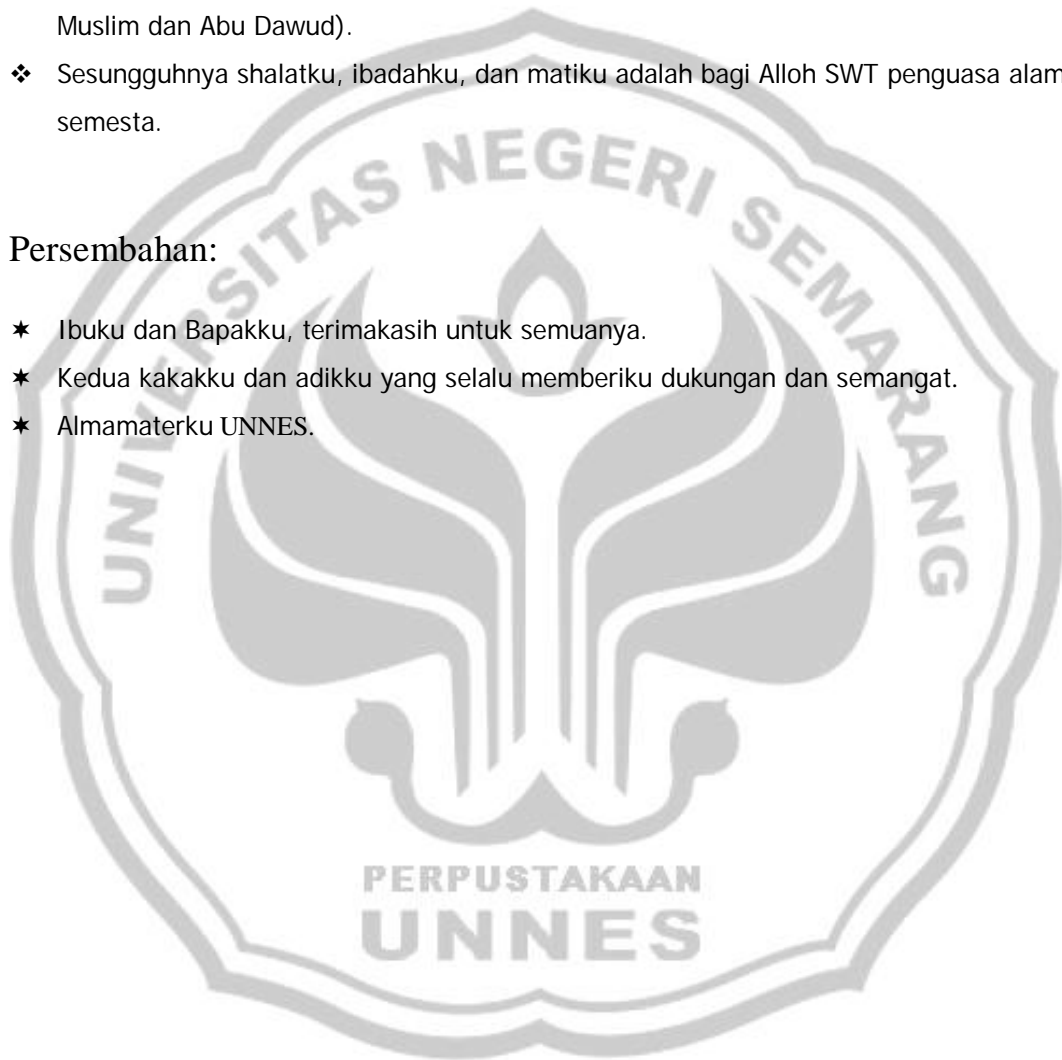 Muslim dan Abu Dawud).
❖ Sesungguhnya shalatku, ibadahku, dan matiku adalah bagi Alloh SWT penguasa alam
semesta.
Persembahan:
✶ Ibuku dan Bapakku, terimakasih untuk semuanya.
✶ Kedua kakakku dan adikku yang selalu memberiku dukungan dan semangat.
✶ Almamaterku UNNES.
UNIVERSITAS NEGERI SEMARANG
PERPUSTAKAAN
UNNES